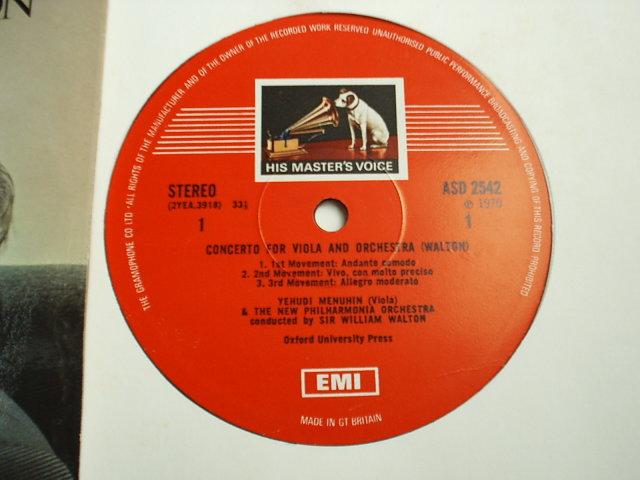 ON
THE GRAMOPHONE CO LTD · ALL RIGHTS OF THE MANUFACTURER AND OF THE OWNER OF THE RECORDED WORK RESERVED UNAUTHORISED PUBLIC PERFORMANCE BROADCASTING AND COPYING OF THIS RECORD PROHIBITED
HIS MASTER'S VOICE
STEREO
(2YEA.3918) 33⅓
1
ASD 2542
℗ 1970
1
CONCERTO FOR VIOLA AND ORCHESTRA (WALTON)
1. 1st Movement: Andante comodo
2. 2nd Movement: Vivo, con molto preciso
3. 3rd Movement: Allegro moderato
YEHUDI MENUHIN (Viola)
& THE NEW PHILHARMONIA ORCHESTRA
conducted by SIR WILLIAM WALTON
Oxford University Press
EMI
MADE IN GT BRITAIN